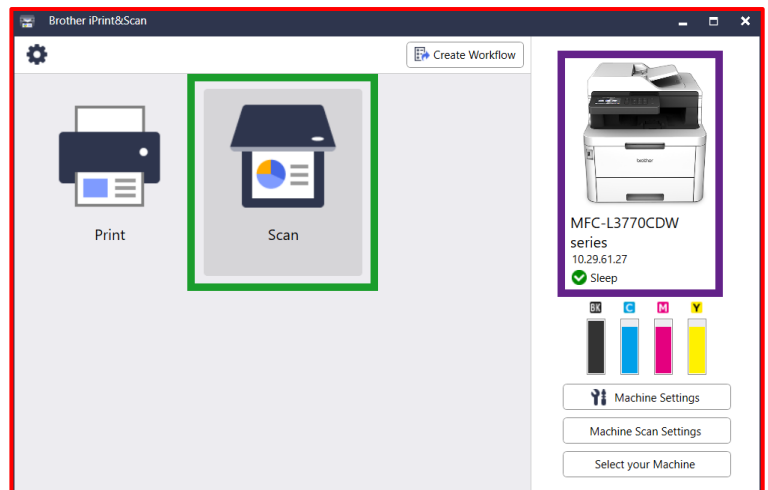 Brother iPrint&Scan
Create Workflow
Print
Scan
brother
MFC-L3770CDW
series
10.29.61.27
Sleep
BK C M Y
Machine Settings
Machine Scan Settings
Select your Machine